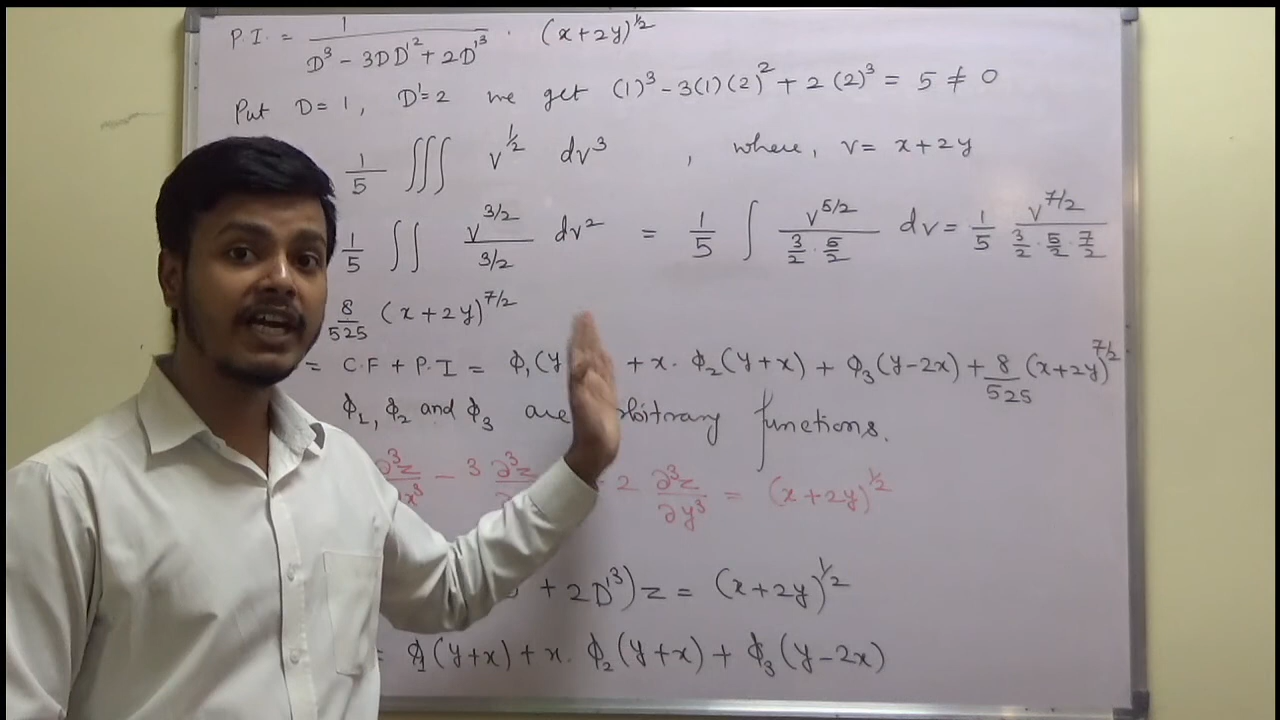 P.I. = 1/(D³ - 3DD'² + 2D'³) · (x+2y)^½
Put D=1, D'=2 we get (1)³-3(1)(2)²+2(2)³ = 5 ≠ 0
1/5 ∭ v^½ dv³ , where, v= x+2y
1/5 ∬ v^3/2 / 3/2 dv² = 1/5 ∫ v^5/2 / (3/2 · 5/2) dv = 1/5 v^7/2 / (3/2 · 5/2 · 7/2)
8/525 (x+2y)^7/2
= C.F + P.I = ϕ₁(y + x. ϕ₂(y+x) + ϕ₃(y-2x) + 8/525 (x+2y)^7/2
ϕ₁, ϕ₂ and ϕ₃ are functions.
∂³z - 3 ∂³z 2 ∂³z/∂y³ = (x+2y)^½
+ 2D'³)z = (x+2y)^½
= ϕ₁(y+x)+x. ϕ₂(y+x) + ϕ₃(y-2x)